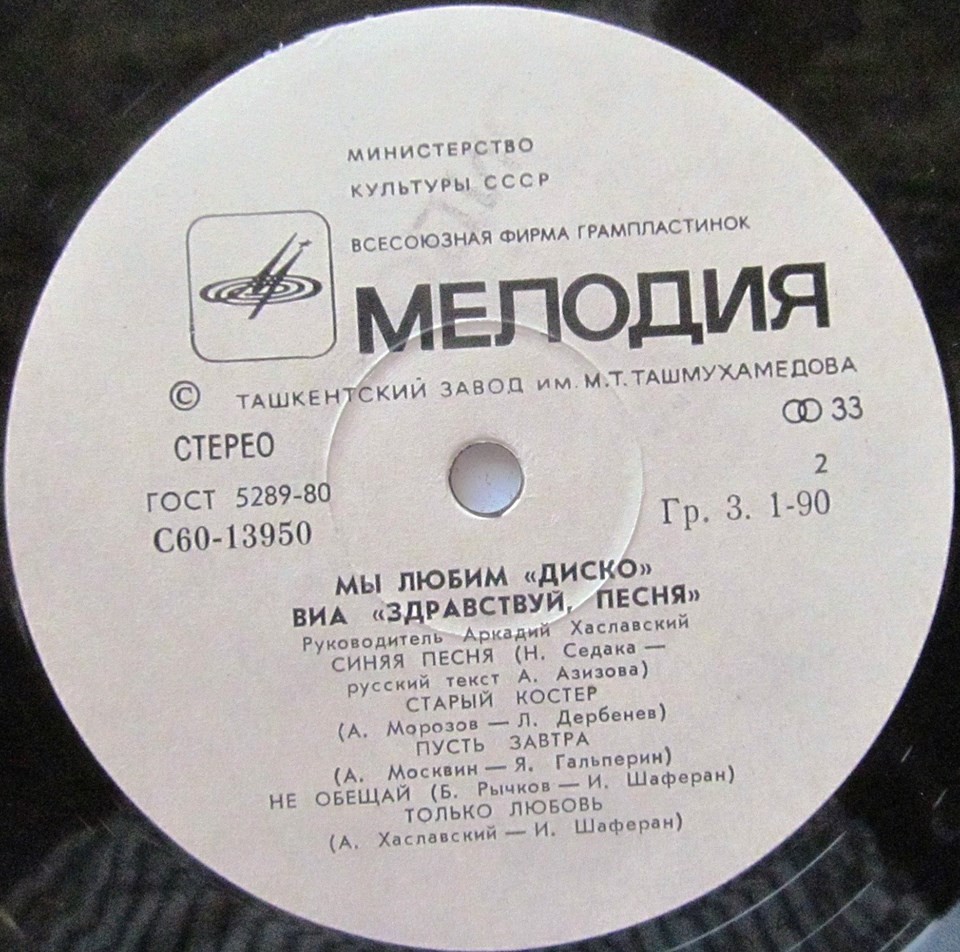 МИНИСТЕРСТВО
КУЛЬТУРЫ СССР
ВСЕСОЮЗНАЯ ФИРМА ГРАМПЛАСТИНОК
МЕЛОДИЯ
© ТАШКЕНТСКИЙ ЗАВОД ИМ. М.Т. ТАШМУХАМЕДОВА
33
СТЕРЕО
2
ГОСТ 5289-80
Гр. 3. 1-90
С60-13950
МЫ ЛЮБИМ «ДИСКО»
ВИА «ЗДРАВСТВУЙ, ПЕСНЯ»
Руководитель Аркадий Хаславский
СИНЯЯ ПЕСНЯ (Н. Седака —
русский текст А. Азизова)
СТАРЫЙ КОСТЕР
(А. Морозов — Л. Дербенев)
ПУСТЬ ЗАВТРА
(А. Москвин — Я. Гальперин)
НЕ ОБЕЩАЙ (Б. Рычков — И. Шаферан)
ТОЛЬКО ЛЮБОВЬ
(А. Хаславский — И. Шаферан)